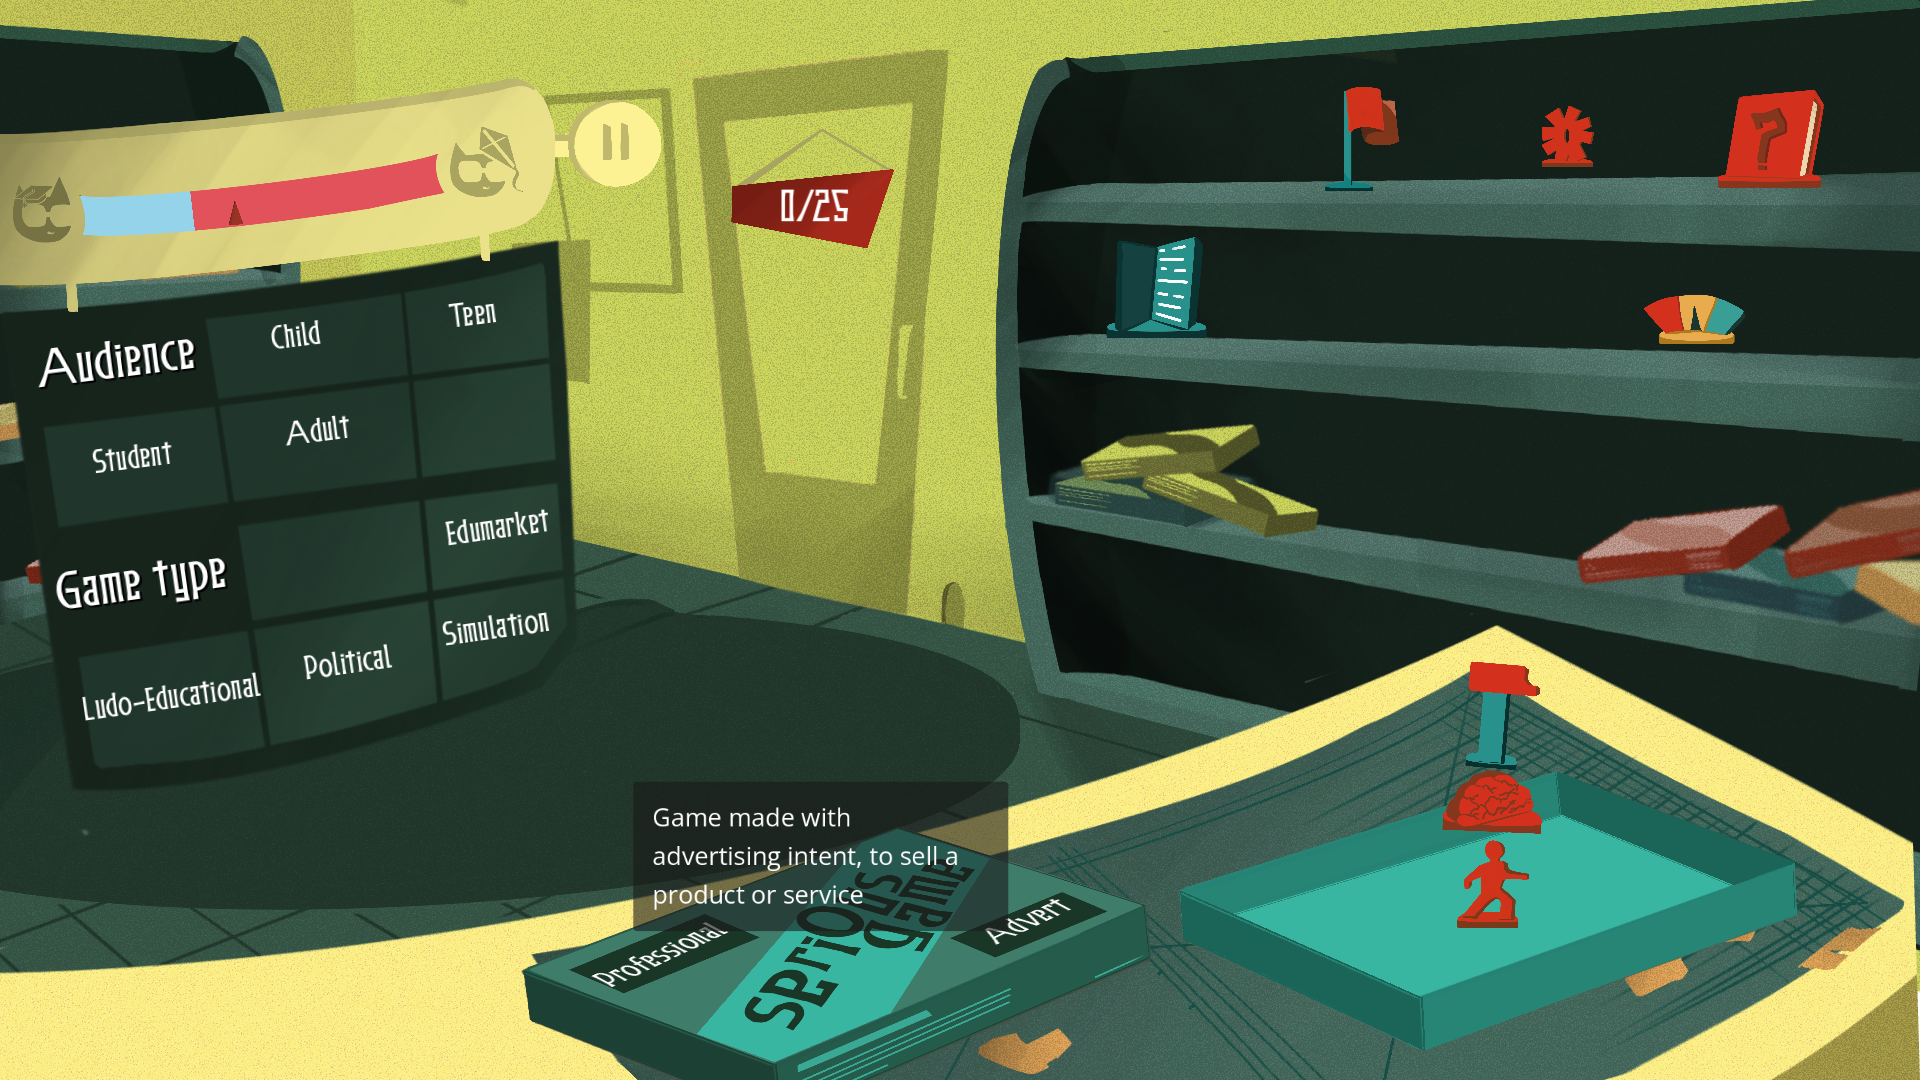 0/25
Audience
Child
Teen
Student
Adult
Game type
Edumarket
Ludo-Educational
Political
Simulation
Game made with
advertising intent, to sell a
product or service
Professional
serious
game
Advert
?